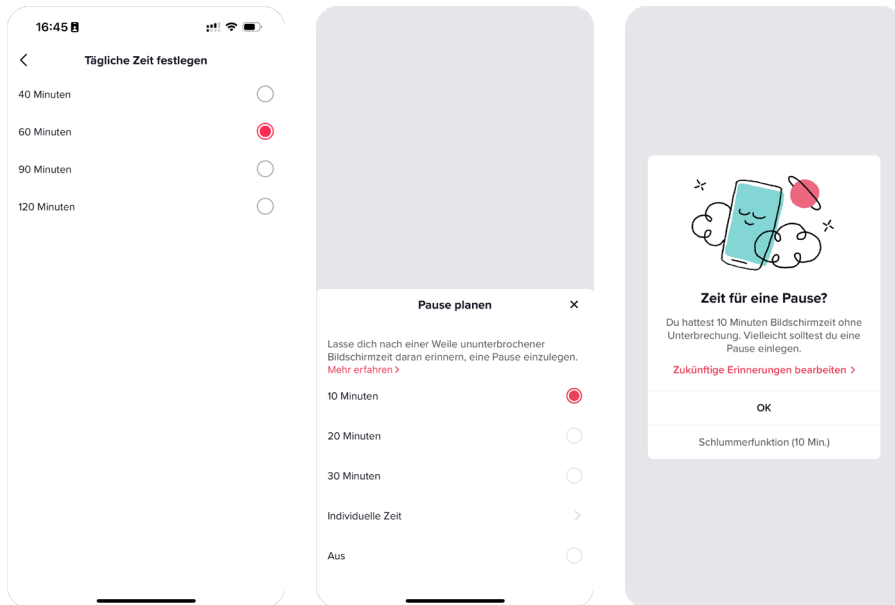 16:45
Tägliche Zeit festlegen
40 Minuten
60 Minuten
90 Minuten
120 Minuten
Pause planen
Lasse dich nach einer Weile ununterbrochener
Bildschirmzeit daran erinnern, eine Pause einzulegen.
Mehr erfahren >
10 Minuten
20 Minuten
30 Minuten
Individuelle Zeit
Aus
Zeit für eine Pause?
Du hattest 10 Minuten Bildschirmzeit ohne
Unterbrechung. Vielleicht solltest du eine
Pause einlegen.
Zukünftige Erinnerungen bearbeiten >
OK
Schlummerfunktion (10 Min.)